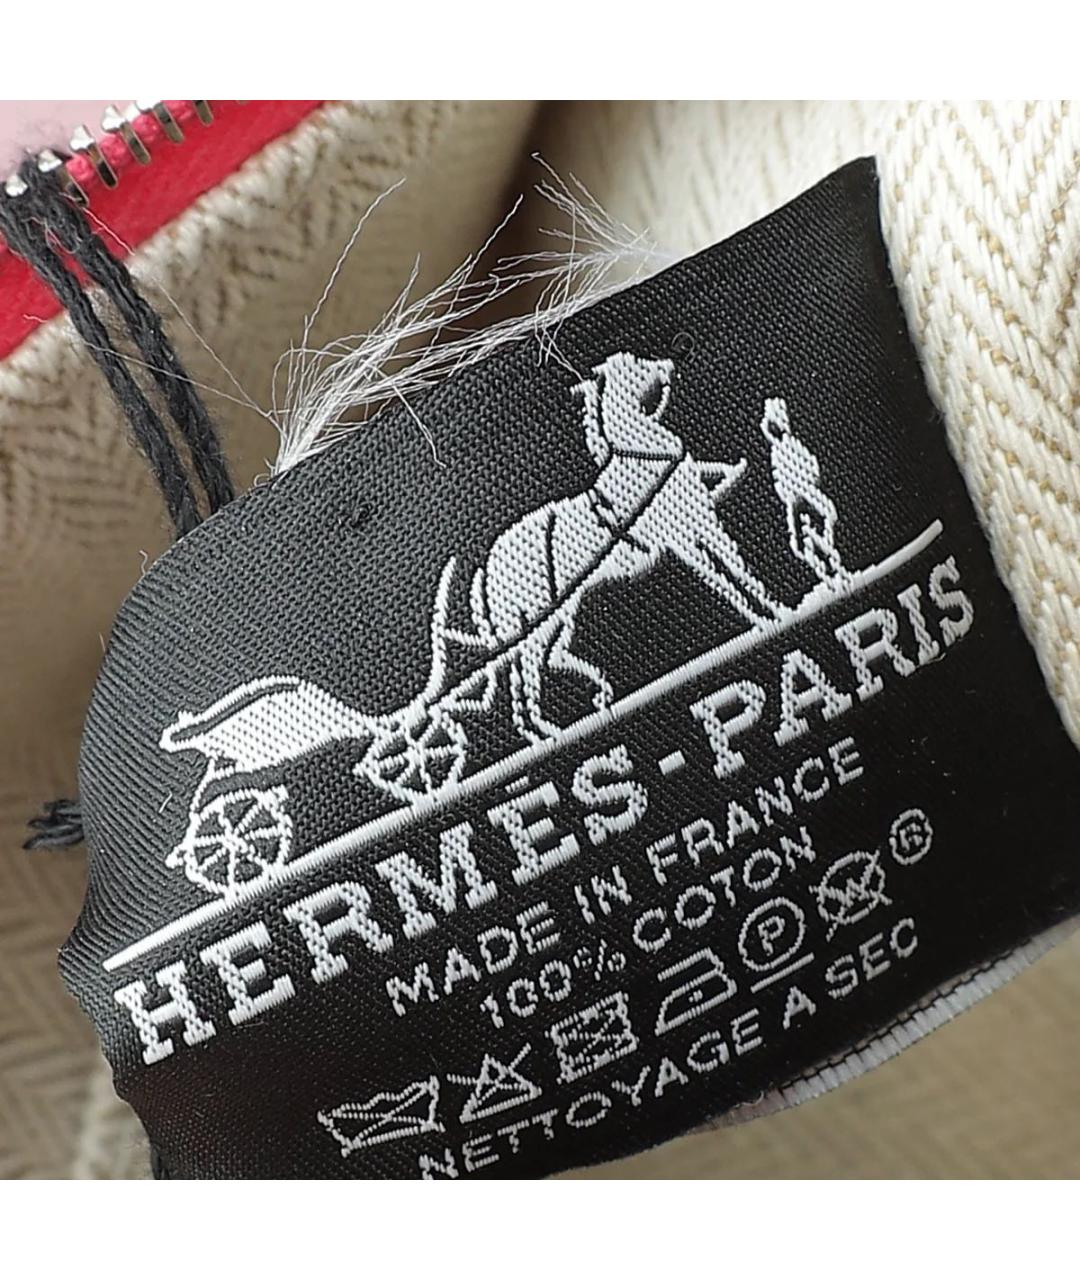 HERMÈS-PARIS
MADE IN FRANCE
100% COTON
P W ®
NETTOYAGE A SEC